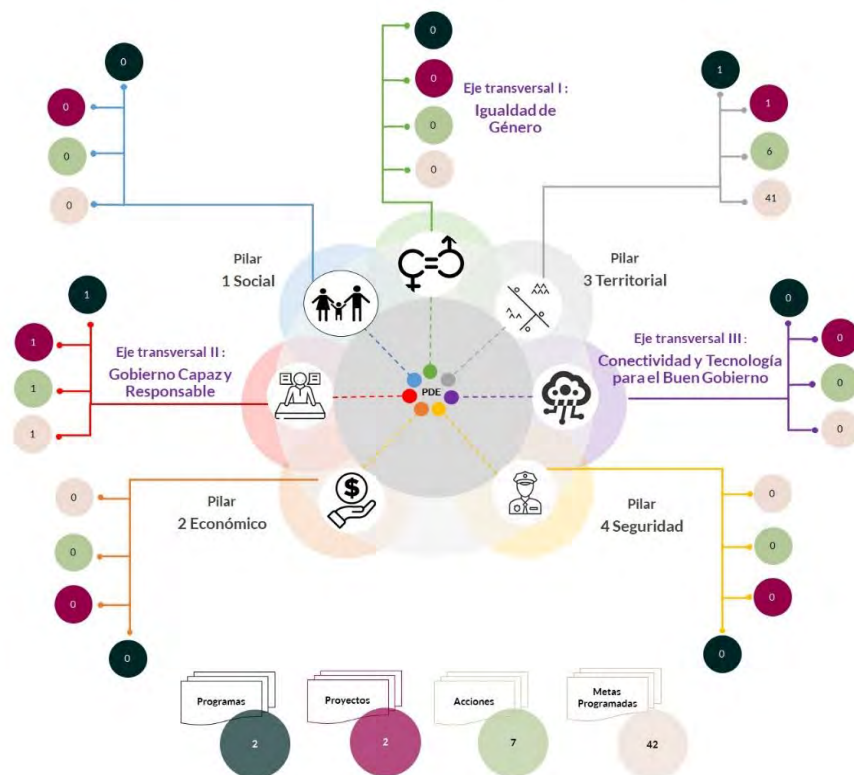 0
0
0
0
0
0
0
0
Eje transversal I :
Igualdad de
Género
1
1
6
41
Pilar
1 Social
Pilar
3 Territorial
1
1
1
1
Eje transversal II :
Gobierno Capaz y
Responsable
0
0
0
0
Eje transversal III :
Conectividad y Tecnología
para el Buen Gobierno
PDE
$
0
0
0
0
Pilar
2 Económico
Pilar
4 Seguridad
0
0
0
0
Programas
2
Proyectos
2
Acciones
7
Metas
Programadas
42